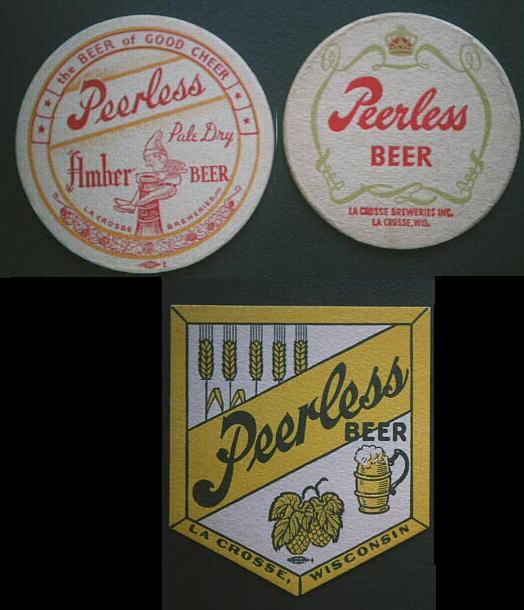 the BEER of GOOD CHEER
Peerless
Pale Dry
Amber BEER
LA CROSSE BREWERIES INC.
Peerless
BEER
LA CROSSE BREWERIES INC.
LA CROSSE, WIS.
Peerless
BEER
LA CROSSE, WISCONSIN